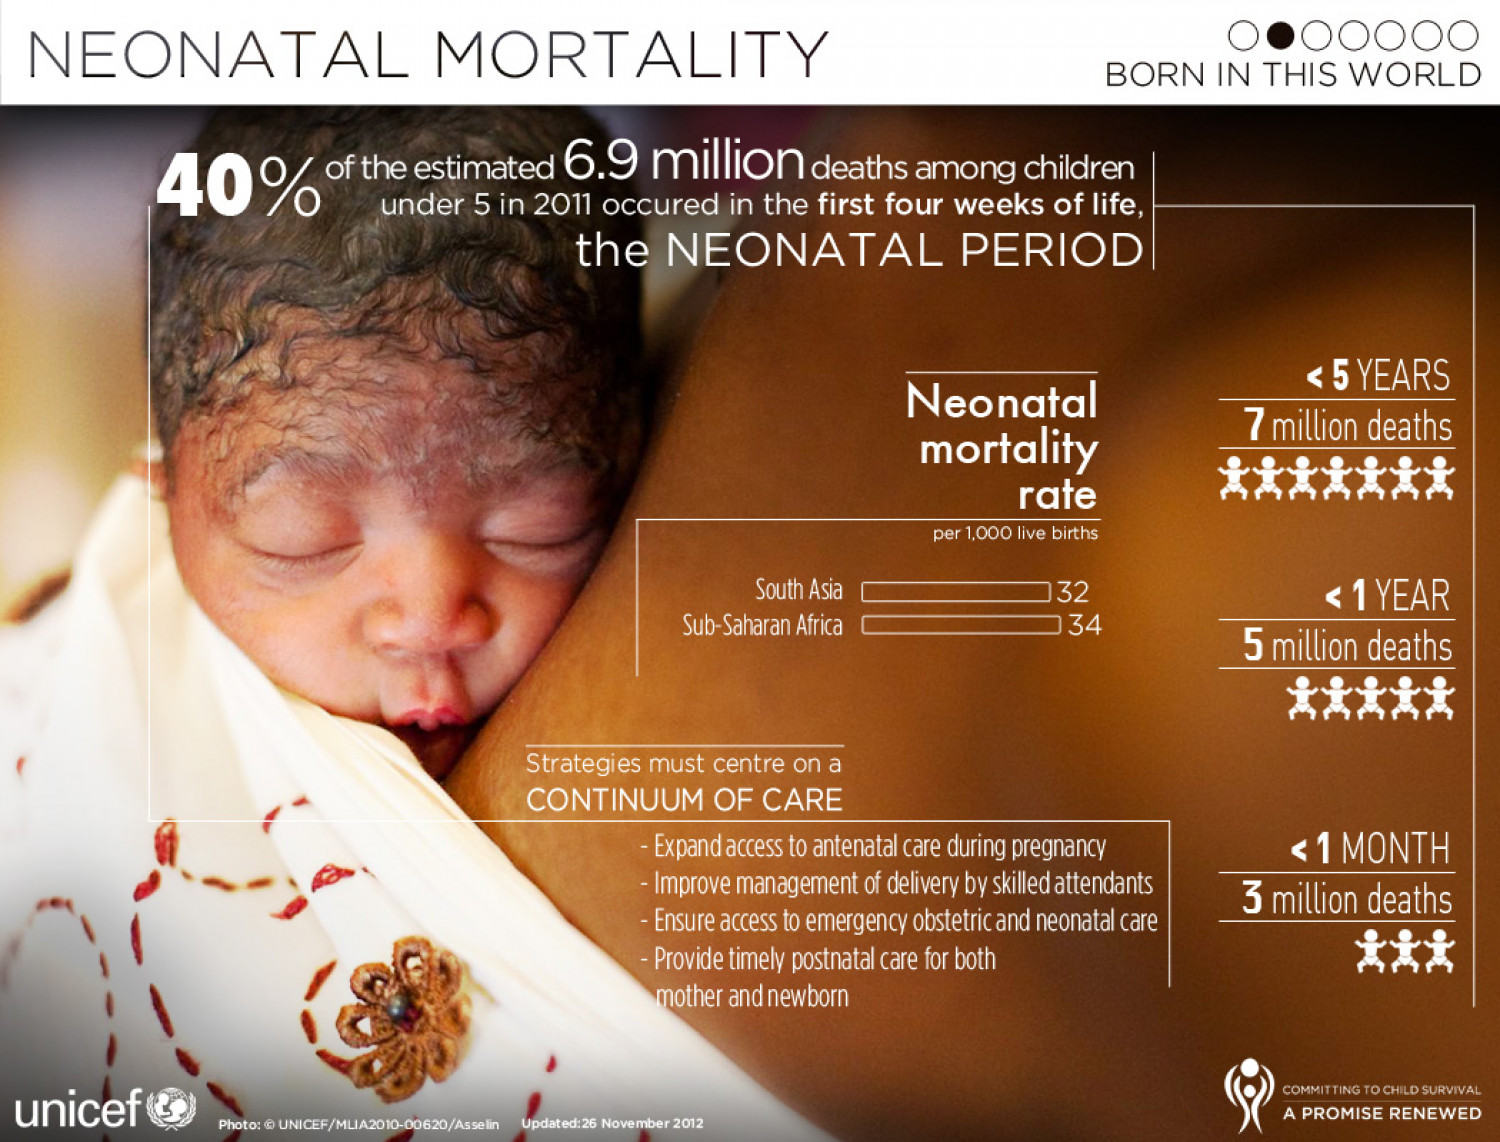 NEONATAL MORTALITY
BORN IN THIS WORLD
40% of the estimated 6.9 million deaths among children
under 5 in 2011 occured in the first four weeks of life,
the NEONATAL PERIOD
Neonatal
mortality
rate
per 1,000 live births
South Asia 32
Sub-Saharan Africa 34
< 5 YEARS
7 million deaths
< 1 YEAR
5 million deaths
< 1 MONTH
3 million deaths
Strategies must centre on a
CONTINUUM OF CARE
- Expand access to antenatal care during pregnancy
- Improve management of delivery by skilled attendants
- Ensure access to emergency obstetric and neonatal care
- Provide timely postnatal care for both
mother and newborn
unicef
Photo: © UNICEF/MLIA2010-00620/Asselin Updated:26 November 2012
COMMITTING TO CHILD SURVIVAL
A PROMISE RENEWED